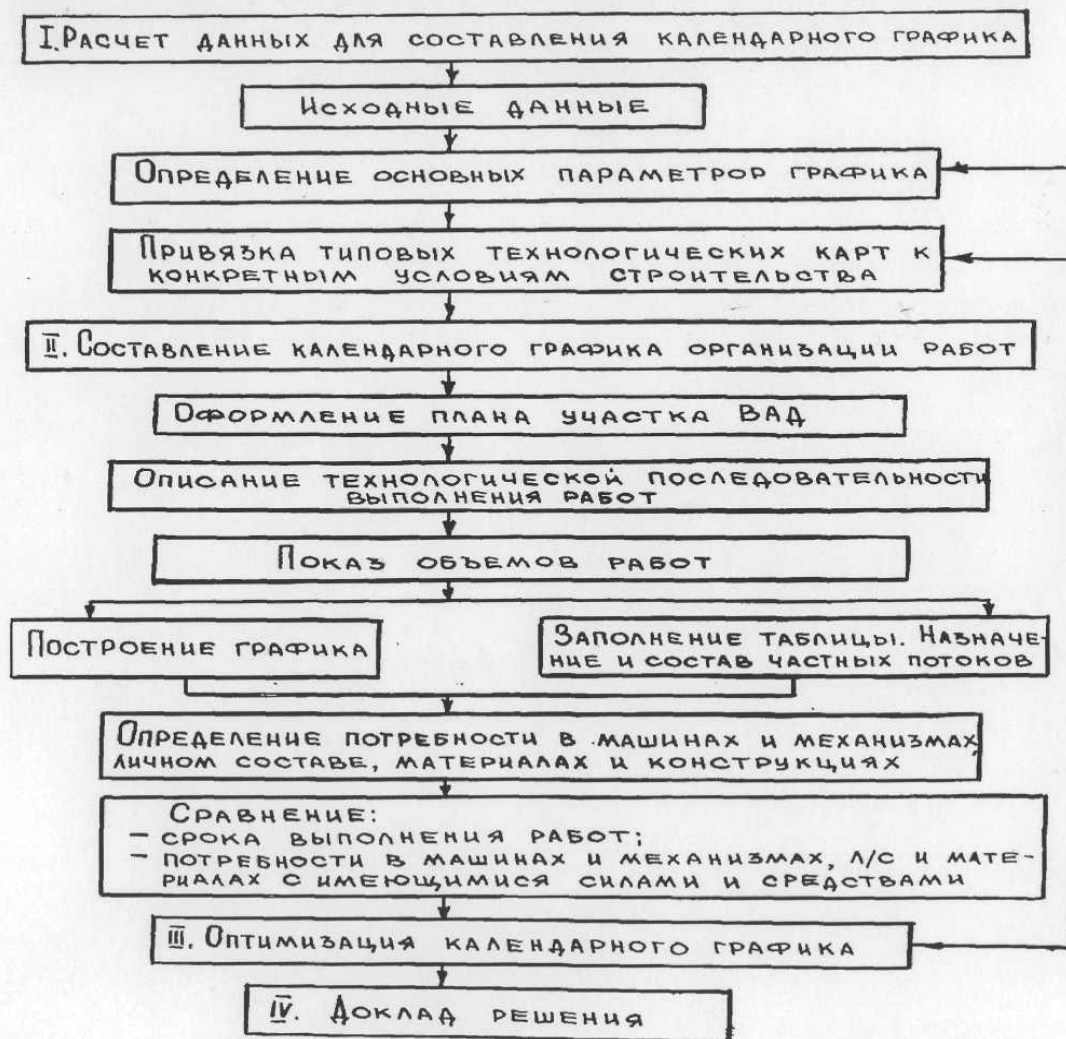 I. Расчет данных для составления календарного графика
Исходные данные
Определение основных параметрор графика
Привязка типовых технологических карт к
конкретным условиям строительства
II. Составление календарного графика организации работ
Оформление плана участка ВАД
Описание технологической последовательности
выполнения работ
Показ объемов работ
Построение графика
Заполнение таблицы. Назначе-
ние и состав частных потоков
Определение потребности в машинах и механизмах,
личном составе, материалах и конструкциях
Сравнение:
– срока выполнения работ;
– потребности в машинах и механизмах, л/с и мате-
риалах с имеющимися силами и средствами
III. Оптимизация календарного графика
IV. Доклад решения